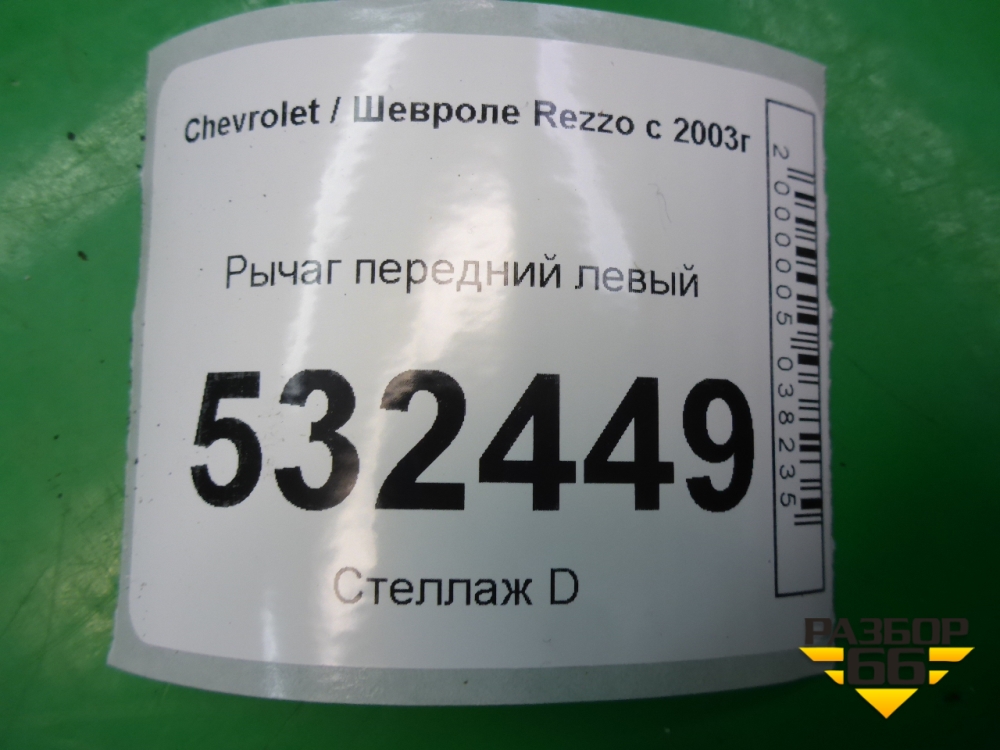 Chevrolet / Шевроле Rezzo с 2003г
Рычаг передний левый
532449
Стеллаж D
2000005038235
РАЗБОР
66